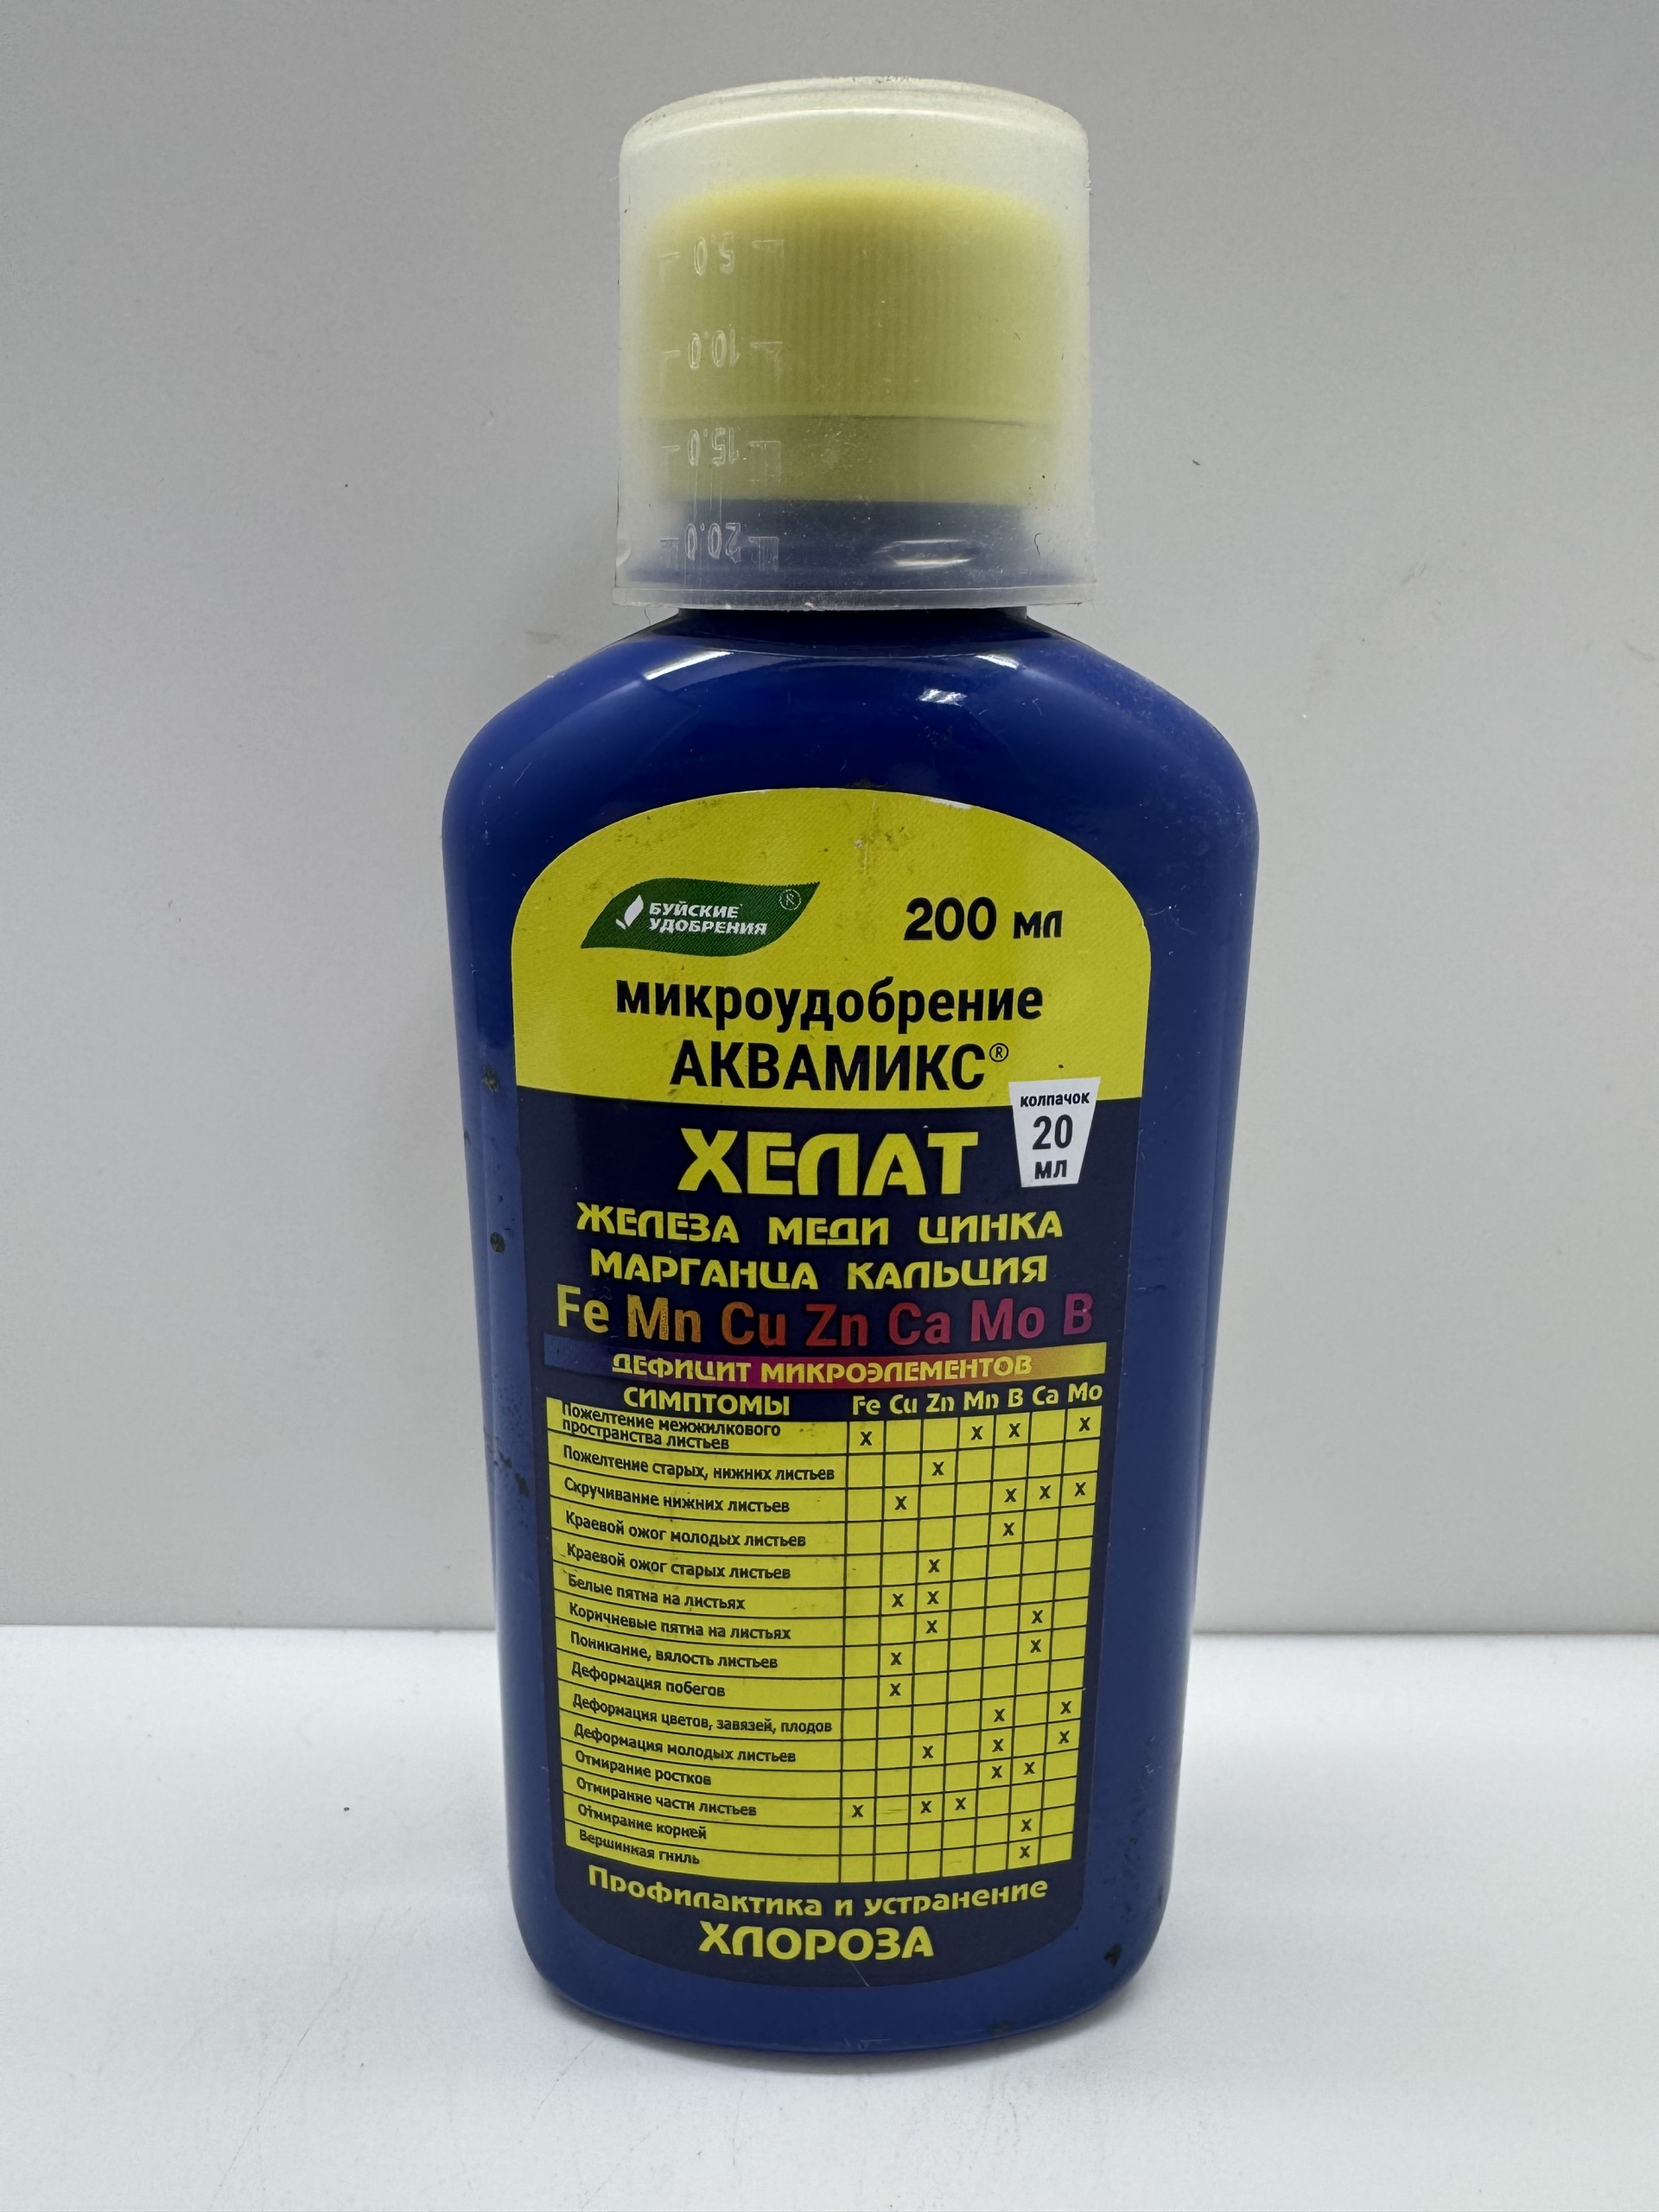 5.0
10.0
15.0
20.0
БУЙСКИЕ
УДОБРЕНИЯ ®
200 мл
микроудобрение
АКВАМИКС®
колпачок
20
мл
ХЕЛАТ
ЖЕЛЕЗА МЕДИ ЦИНКА
МАРГАНЦА КАЛЬЦИЯ
Fe Mn Cu Zn Ca Mo B
ДЕФИЦИТ МИКРОЭЛЕМЕНТОВ
СИМПТОМЫ Fe Cu Zn Mn B Ca Mo
Пожелтение межжилкового
пространства листьев X X X X
Пожелтение старых, нижних листьев X
Скручивание нижних листьев X X X X
Краевой ожог молодых листьев X
Краевой ожог старых листьев X
Белые пятна на листьях X X
Коричневые пятна на листьях X X
Поникание, вялость листьев X X
Деформация побегов X
Деформация цветов, завязей, плодов X X
Деформация молодых листьев X X X
Отмирание ростков X X
Отмирание части листьев X X X
Отмирание корней X
Вершинная гниль X
Профилактика и устранение
ХЛОРОЗА